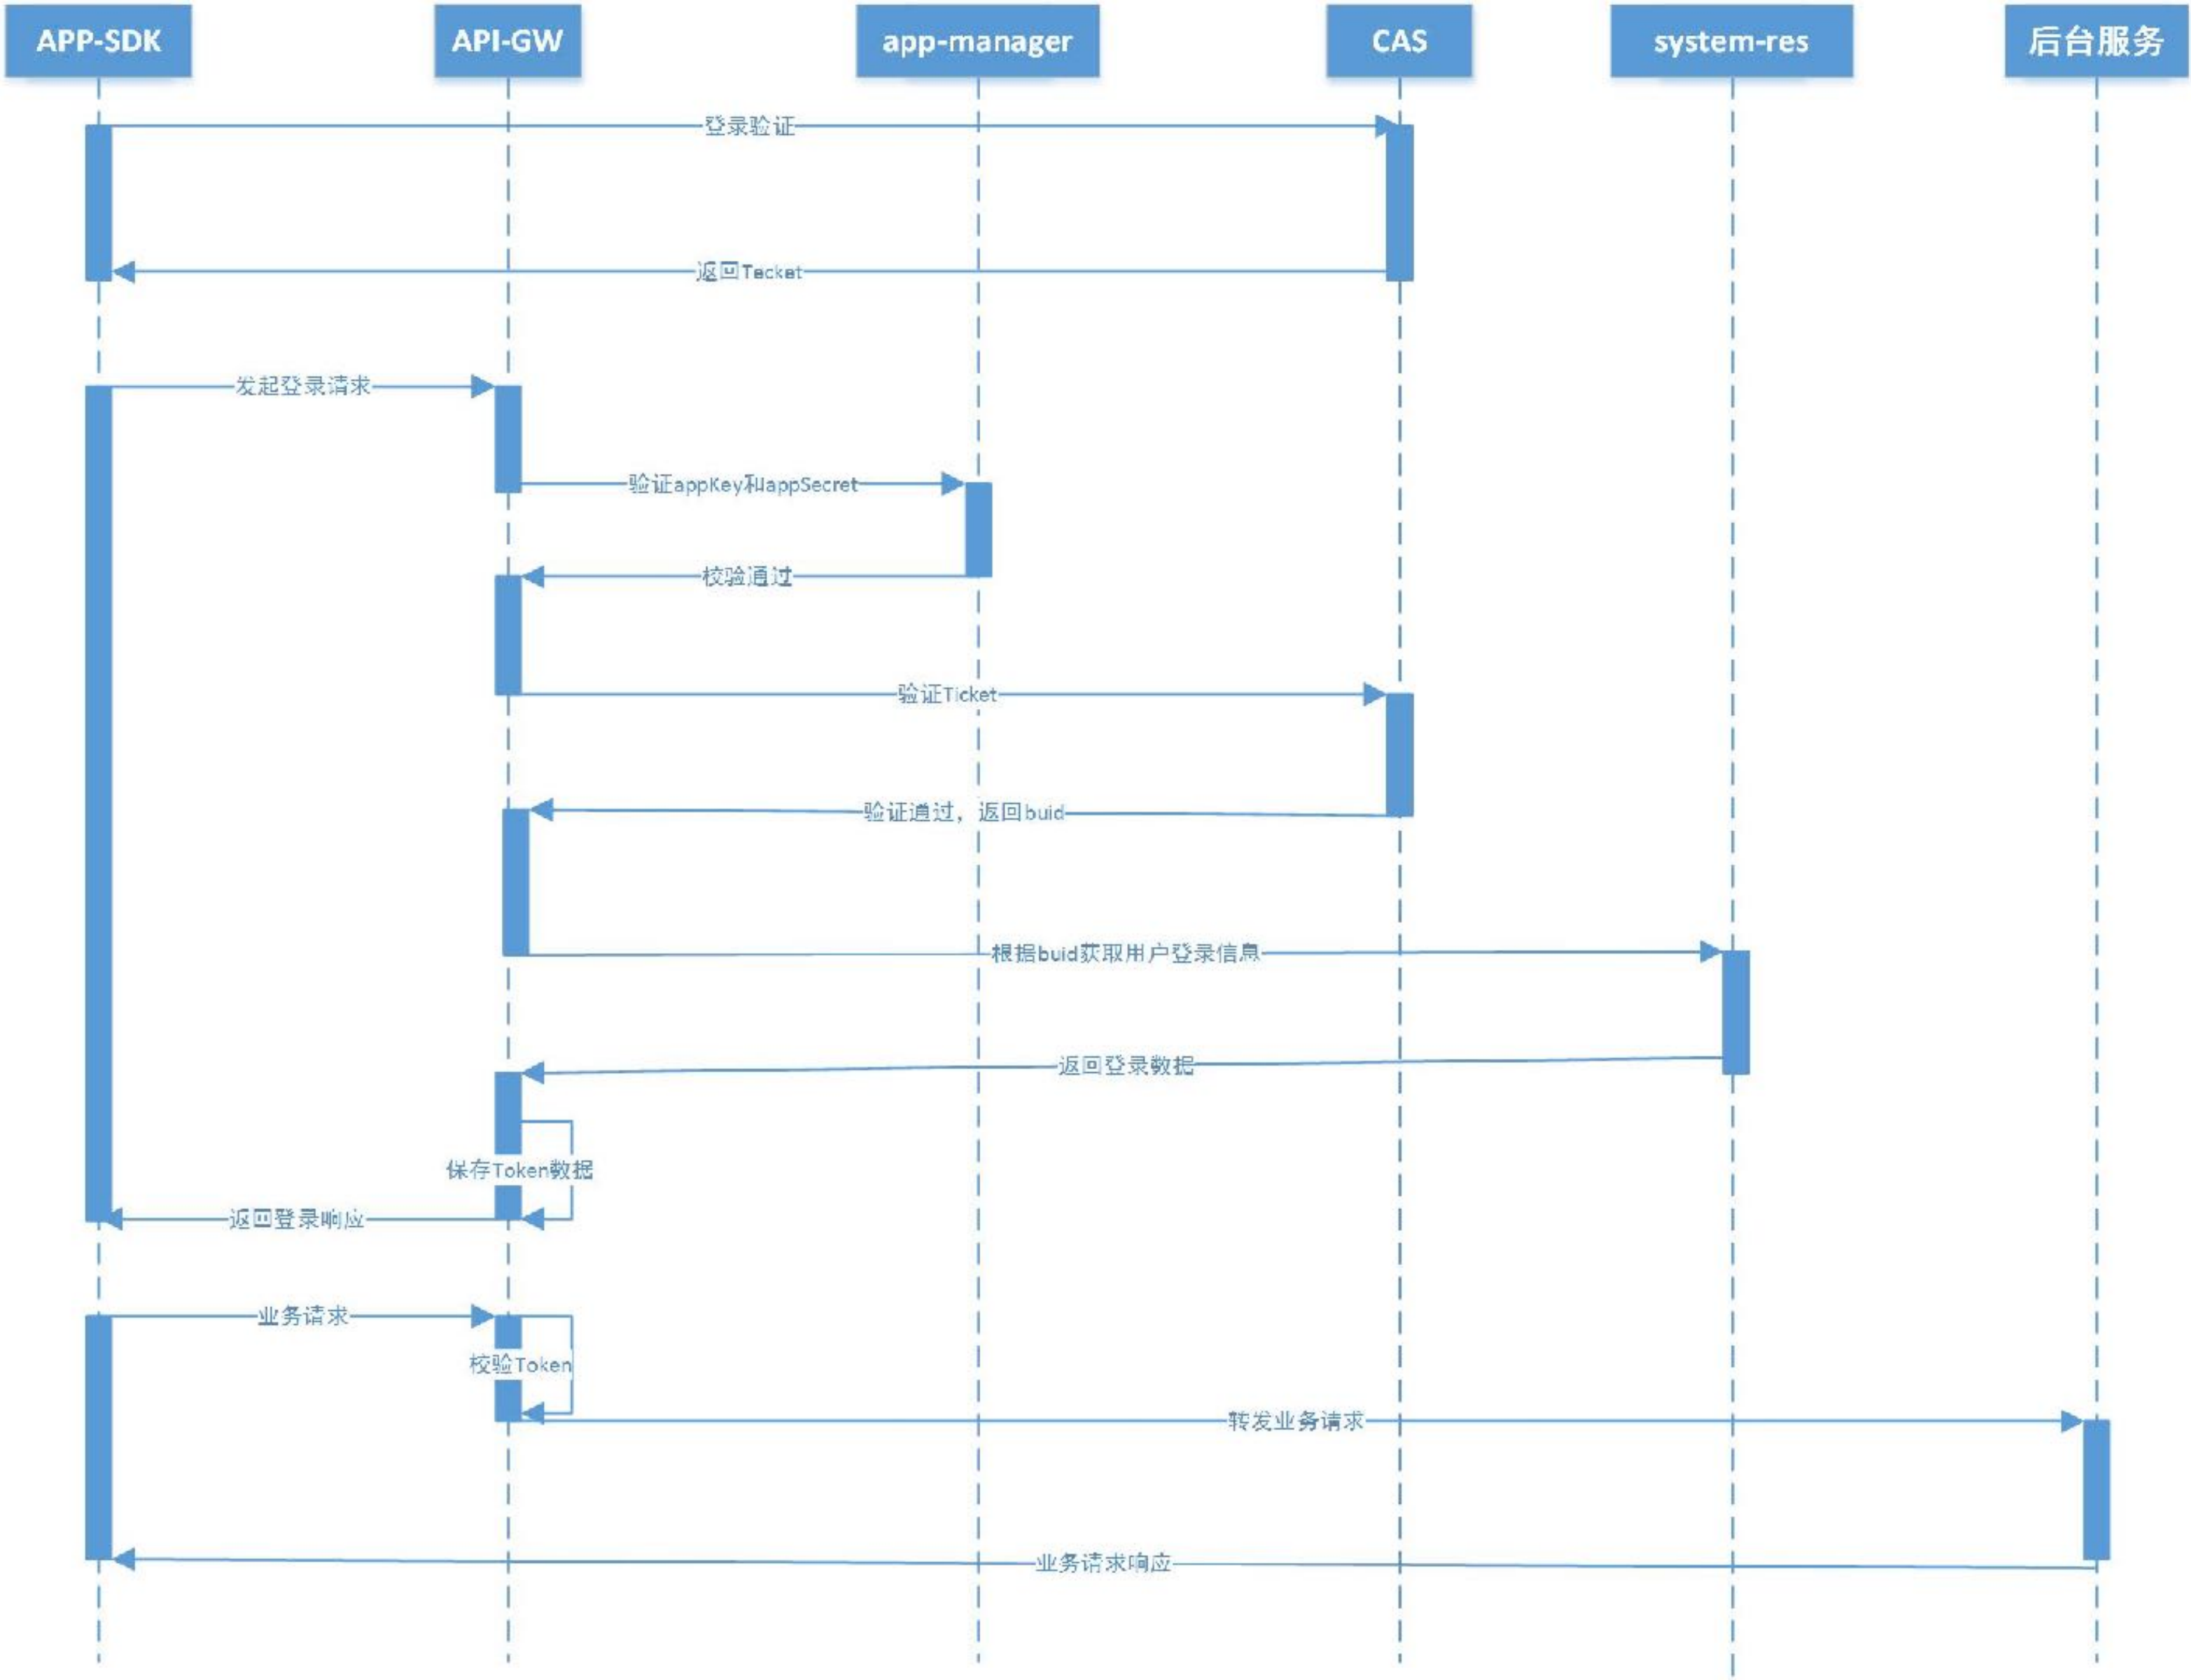 APP-SDK
API-GW
app-manager
CAS
system-res
后台服务
登录验证
返回Tecket
发起登录请求
验证appKey和appSecret
校验通过
验证Ticket
验证通过，返回buid
根据buid获取用户登录信息
返回登录数据
保存Token数据
返回登录响应
业务请求
校验Token
转发业务请求
业务请求响应